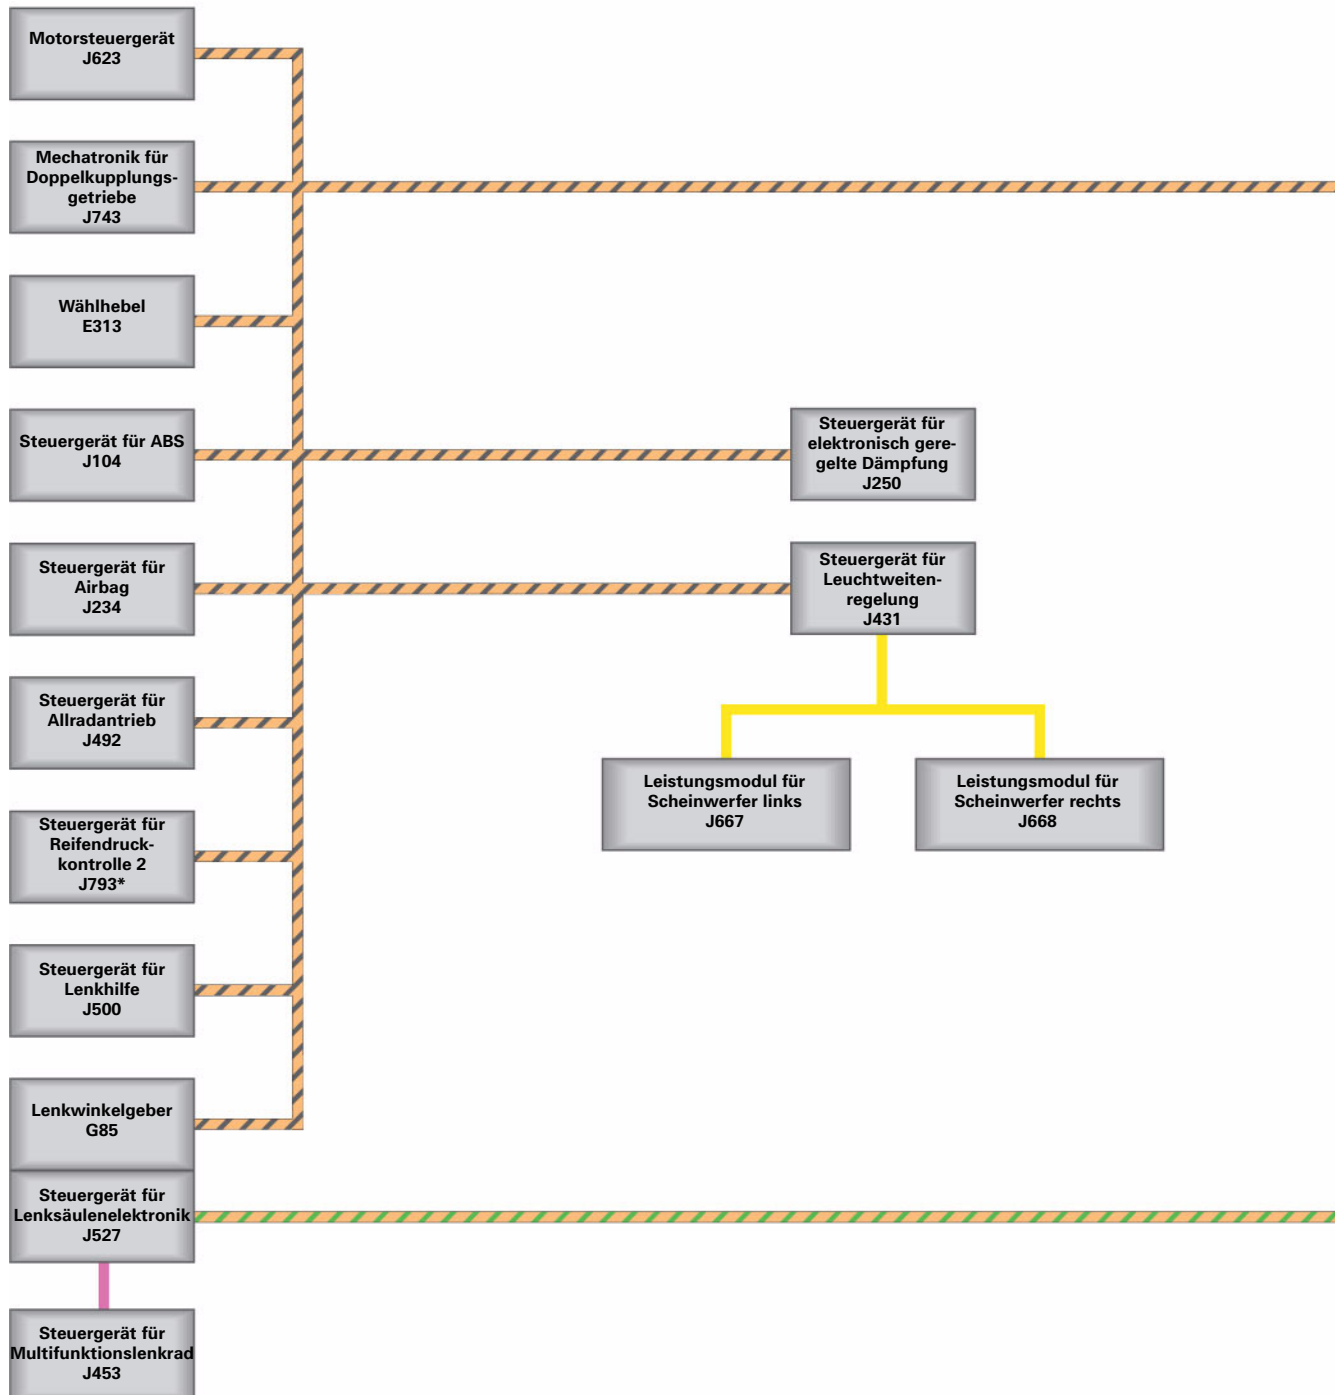 Motorsteuergerät
J623
Mechatronik für
Doppelkupplungs-
getriebe
J743
Wählhebel
E313
Steuergerät für ABS
J104
Steuergerät für
elektronisch gere-
gelte Dämpfung
J250
Steuergerät für
Airbag
J234
Steuergerät für
Leuchtweiten-
regelung
J431
Steuergerät für
Allradantrieb
J492
Leistungsmodul für
Scheinwerfer links
J667
Leistungsmodul für
Scheinwerfer rechts
J668
Steuergerät für
Reifendruck-
kontrolle 2
J793*
Steuergerät für
Lenkhilfe
J500
Lenkwinkelgeber
G85
Steuergerät für
Lenksäulenelektronik
J527
Steuergerät für
Multifunktionslenkrad
J453